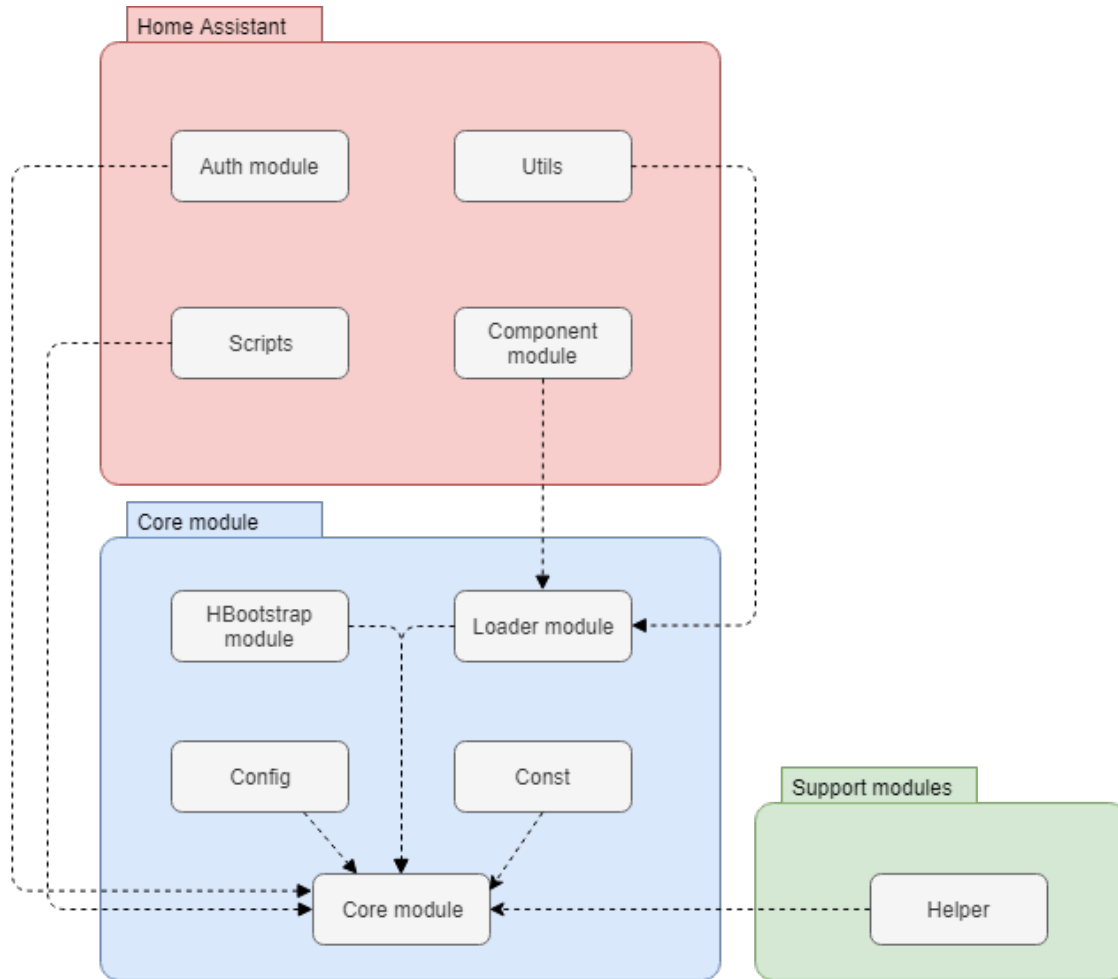 Home Assistant
Auth module
Utils
Scripts
Component
module
Core module
HBootstrap
module
Loader module
Config
Const
Support modules
Core module
Helper